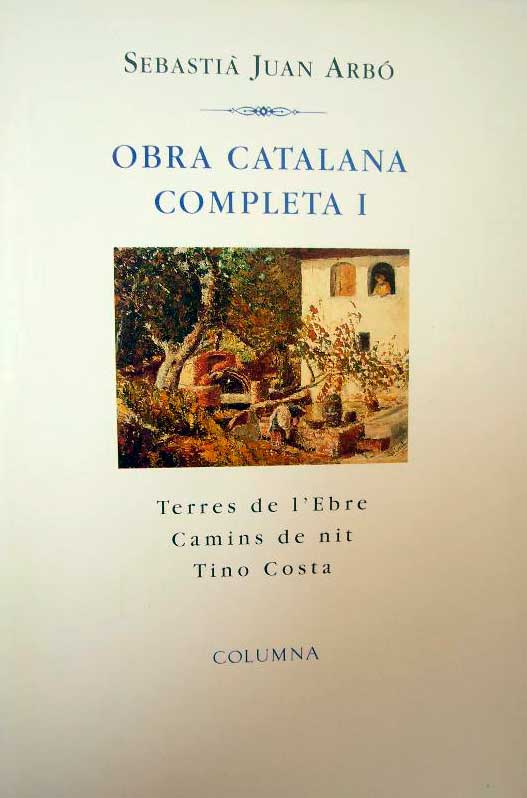 SEBASTIÀ JUAN ARBÓ
OBRA CATALANA
COMPLETA I
Terres de l'Ebre
Camins de nit
Tino Costa
COLUMNA